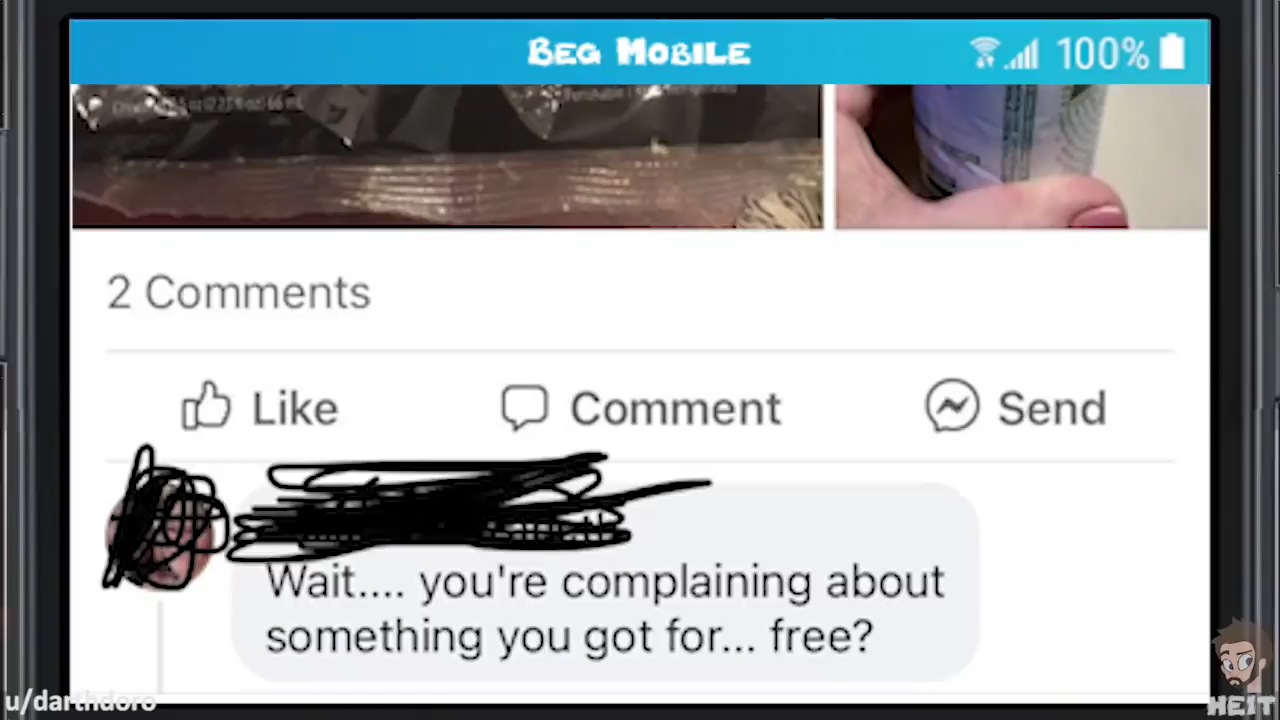 Beg Mobile
100%
2 Comments
Like
Comment
Send
Wait.... you're complaining about
something you got for... free?
u/darthdoro
HEIT